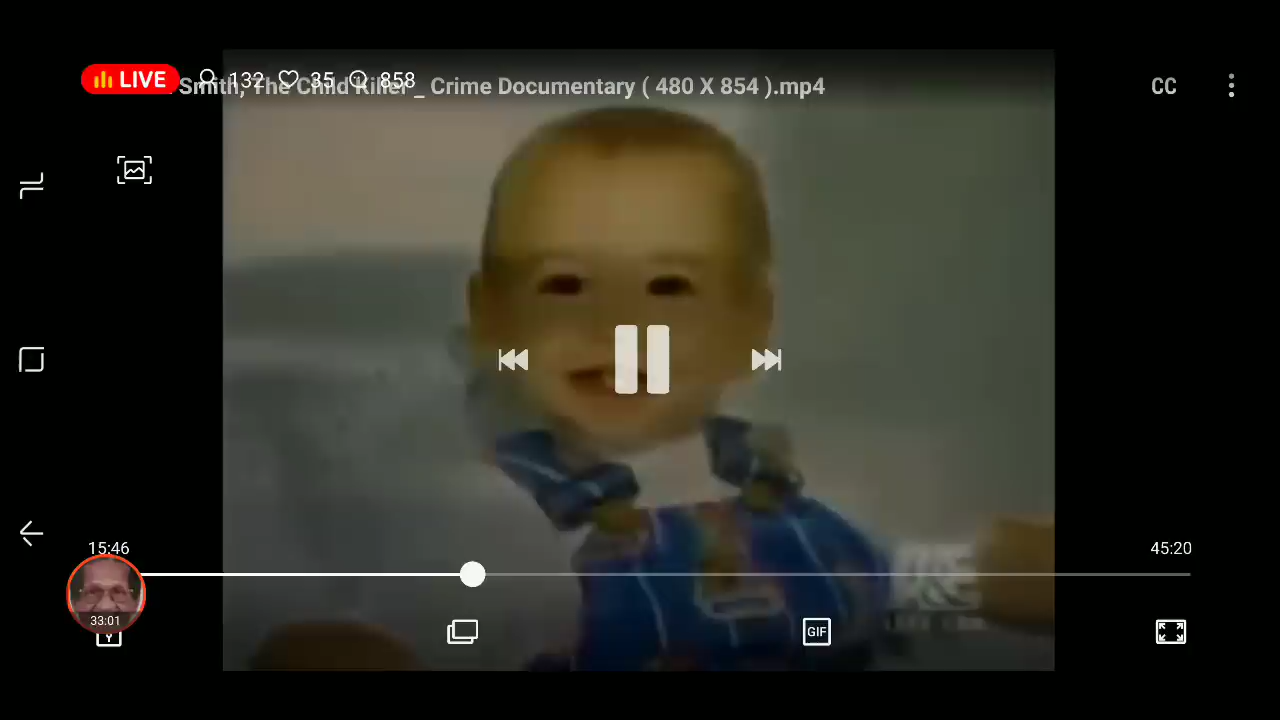 LIVE 132 35 858
Smith, The Child Killer _ Crime Documentary ( 480 X 854 ).mp4
CC
15:46
45:20
33:01
GIF